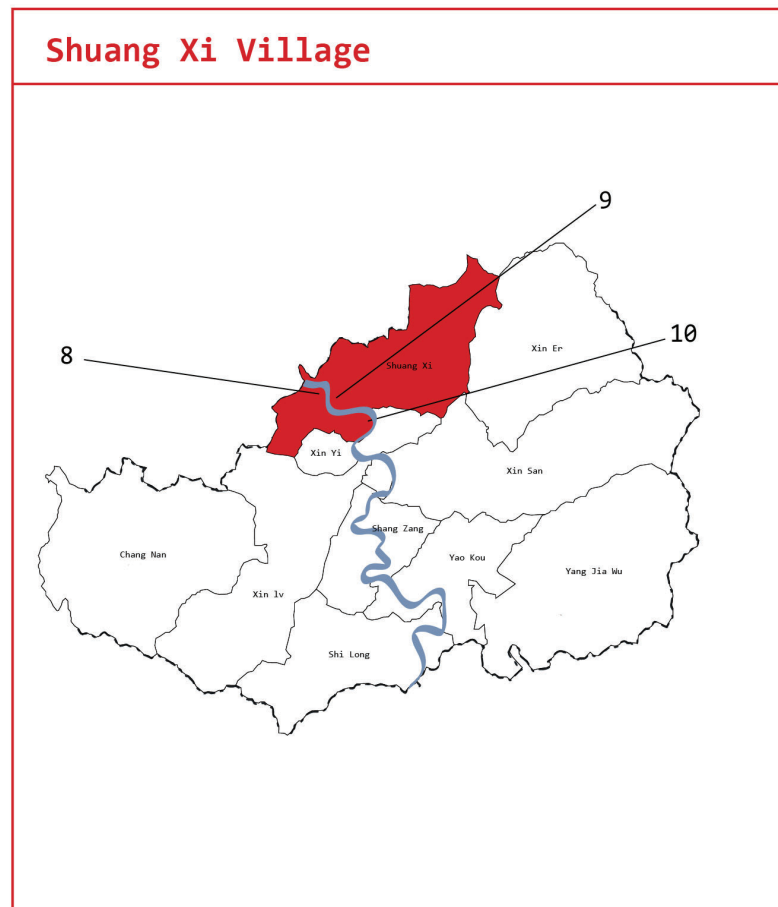 Shuang Xi Village
9
10
8
Xin Er
Shuang Xi
Xin Yi
Xin San
Shang Zang
Chang Nan
Yao Kou
Yang Jia Wu
Xin lv
Shi Long